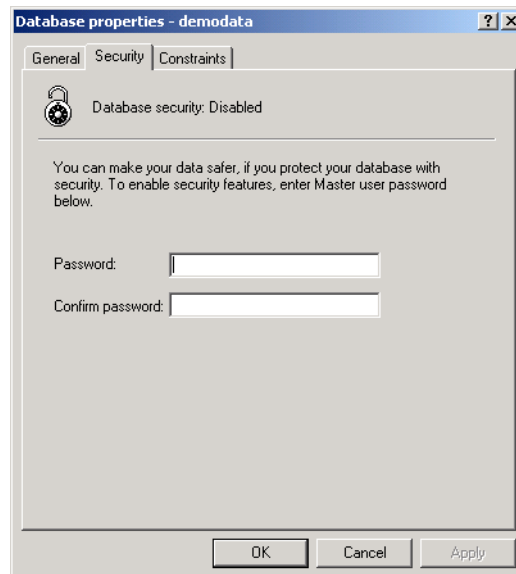 Database properties - demodata
General Security Constraints
Database security: Disabled
You can make your data safer, if you protect your database with
security. To enable security features, enter Master user password
below.
Password:
Confirm password:
OK Cancel Apply